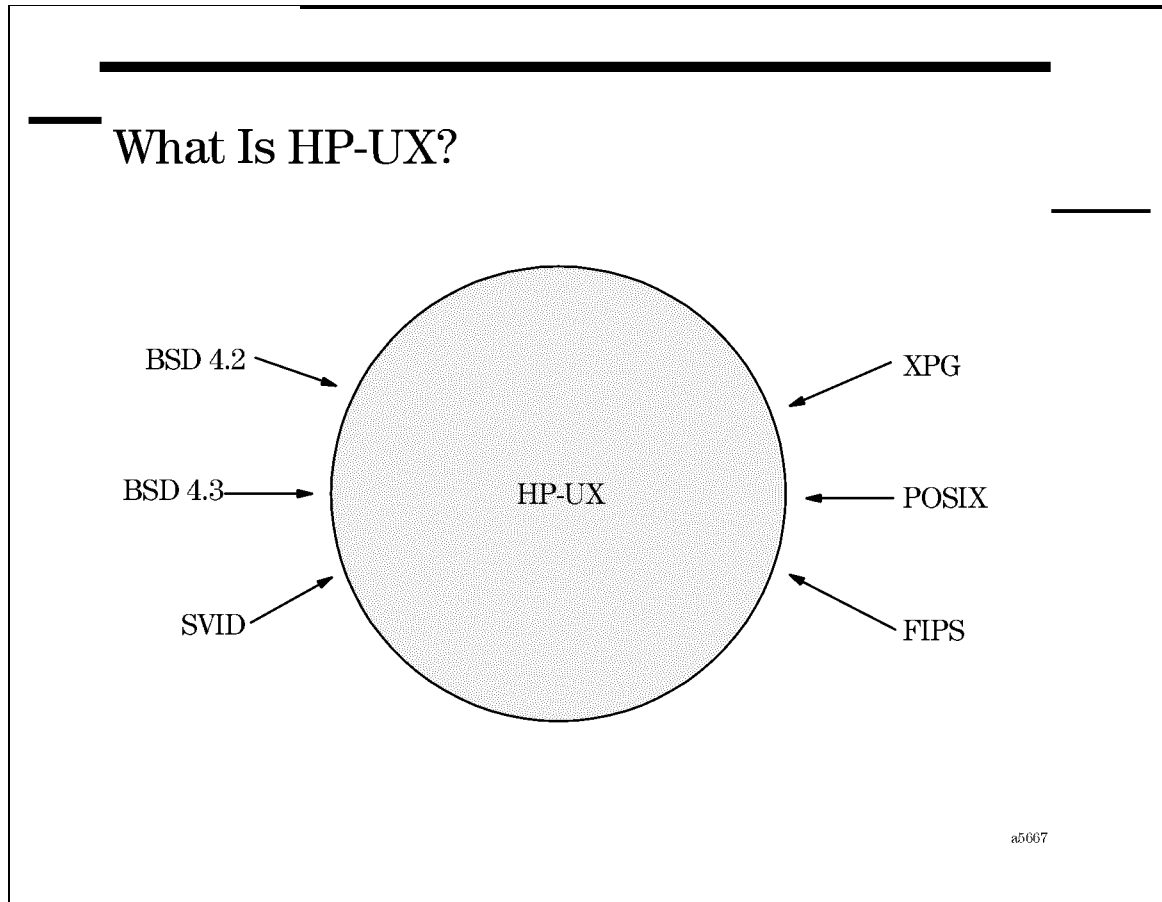 What Is HP-UX?
BSD 4.2
XPG
BSD 4.3
HP-UX
POSIX
SVID
FIPS
a5667